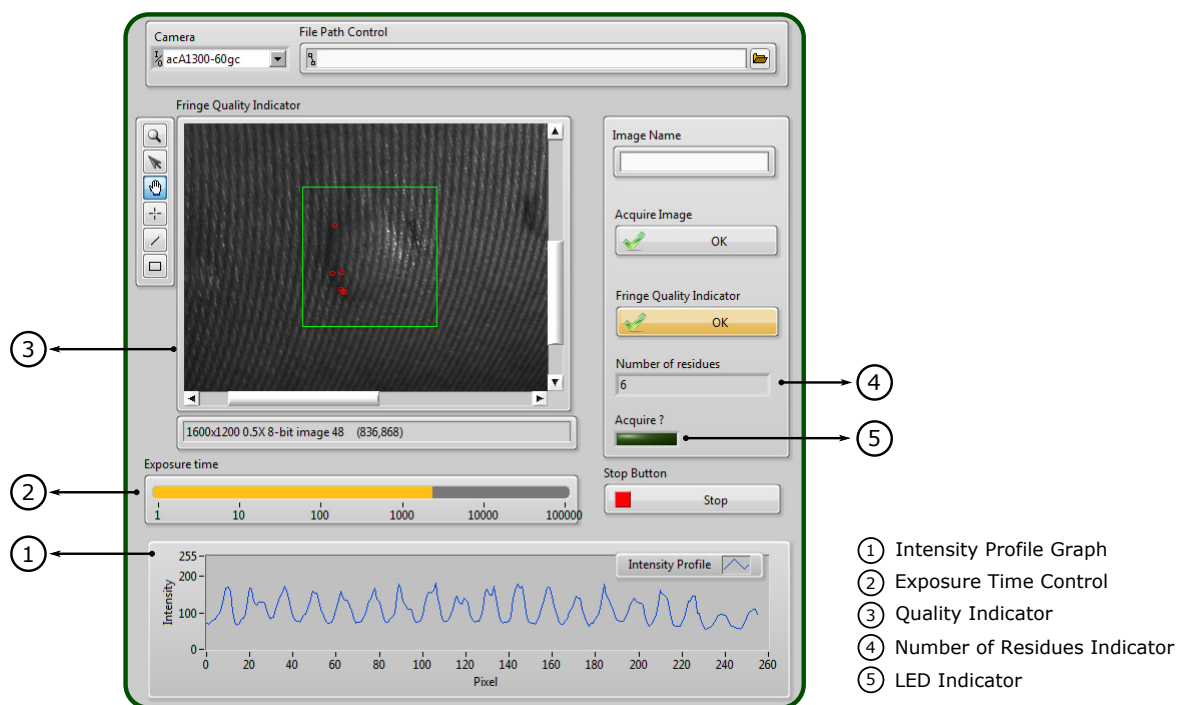 Camera
File Path Control
I/O acA1300-60gc
Fringe Quality Indicator
1600x1200 0.5X 8-bit image 48 (836,868)
Image Name
Acquire Image
OK
Fringe Quality Indicator
OK
Number of residues
6
Acquire ?
Stop Button
Stop
Exposure time
1 10 100 1000 10000 100000
Intensity Profile
Intensity
255
200
100
0
0 20 40 60 80 100 120 140 160 180 200 220 240 260
Pixel
3
2
1
4
5
1 Intensity Profile Graph
2 Exposure Time Control
3 Quality Indicator
4 Number of Residues Indicator
5 LED Indicator